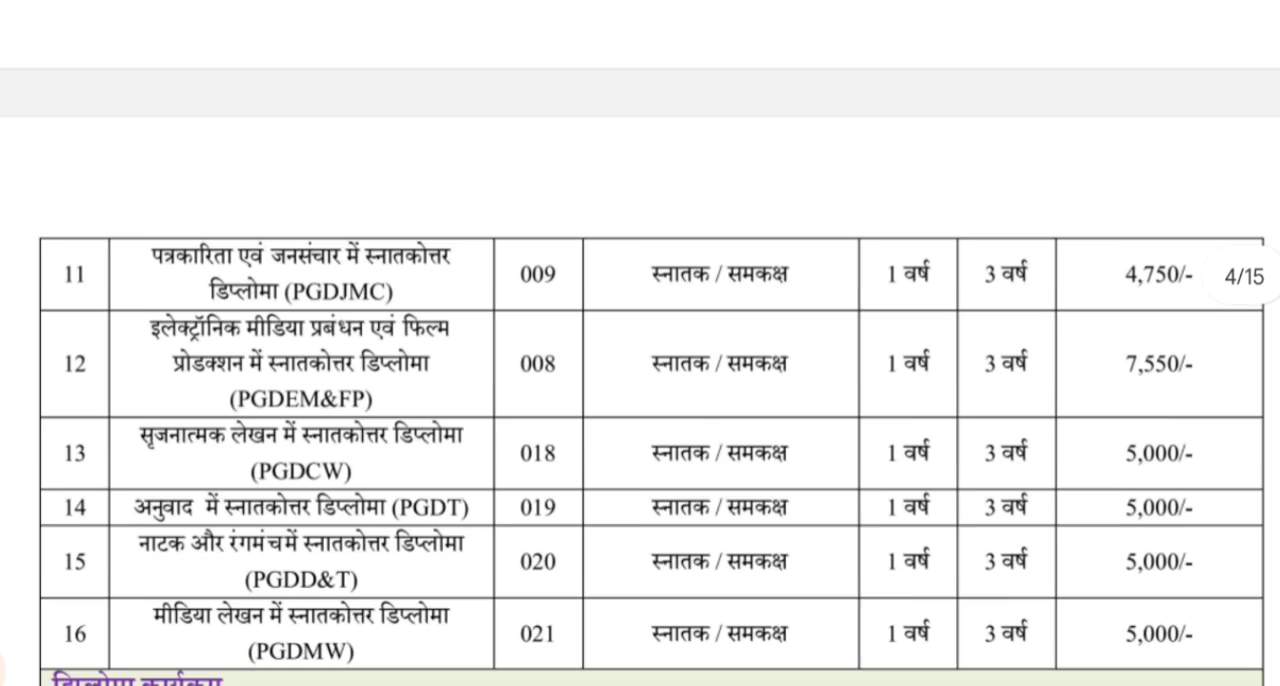 11 पत्रकारिता एवं जनसंचार में स्नातकोत्तर डिप्लोमा (PGDJMC) 009 स्नातक / समकक्ष 1 वर्ष 3 वर्ष 4,750/- 4/15
12 इलेक्ट्रॉनिक मीडिया प्रबंधन एवं फिल्म प्रोडक्शन में स्नातकोत्तर डिप्लोमा (PGDEM&FP) 008 स्नातक / समकक्ष 1 वर्ष 3 वर्ष 7,550/-
13 सृजनात्मक लेखन में स्नातकोत्तर डिप्लोमा (PGDCW) 018 स्नातक / समकक्ष 1 वर्ष 3 वर्ष 5,000/-
14 अनुवाद में स्नातकोत्तर डिप्लोमा (PGDT) 019 स्नातक / समकक्ष 1 वर्ष 3 वर्ष 5,000/-
15 नाटक और रंगमंचमें स्नातकोत्तर डिप्लोमा (PGDD&T) 020 स्नातक / समकक्ष 1 वर्ष 3 वर्ष 5,000/-
16 मीडिया लेखन में स्नातकोत्तर डिप्लोमा (PGDMW) 021 स्नातक / समकक्ष 1 वर्ष 3 वर्ष 5,000/-